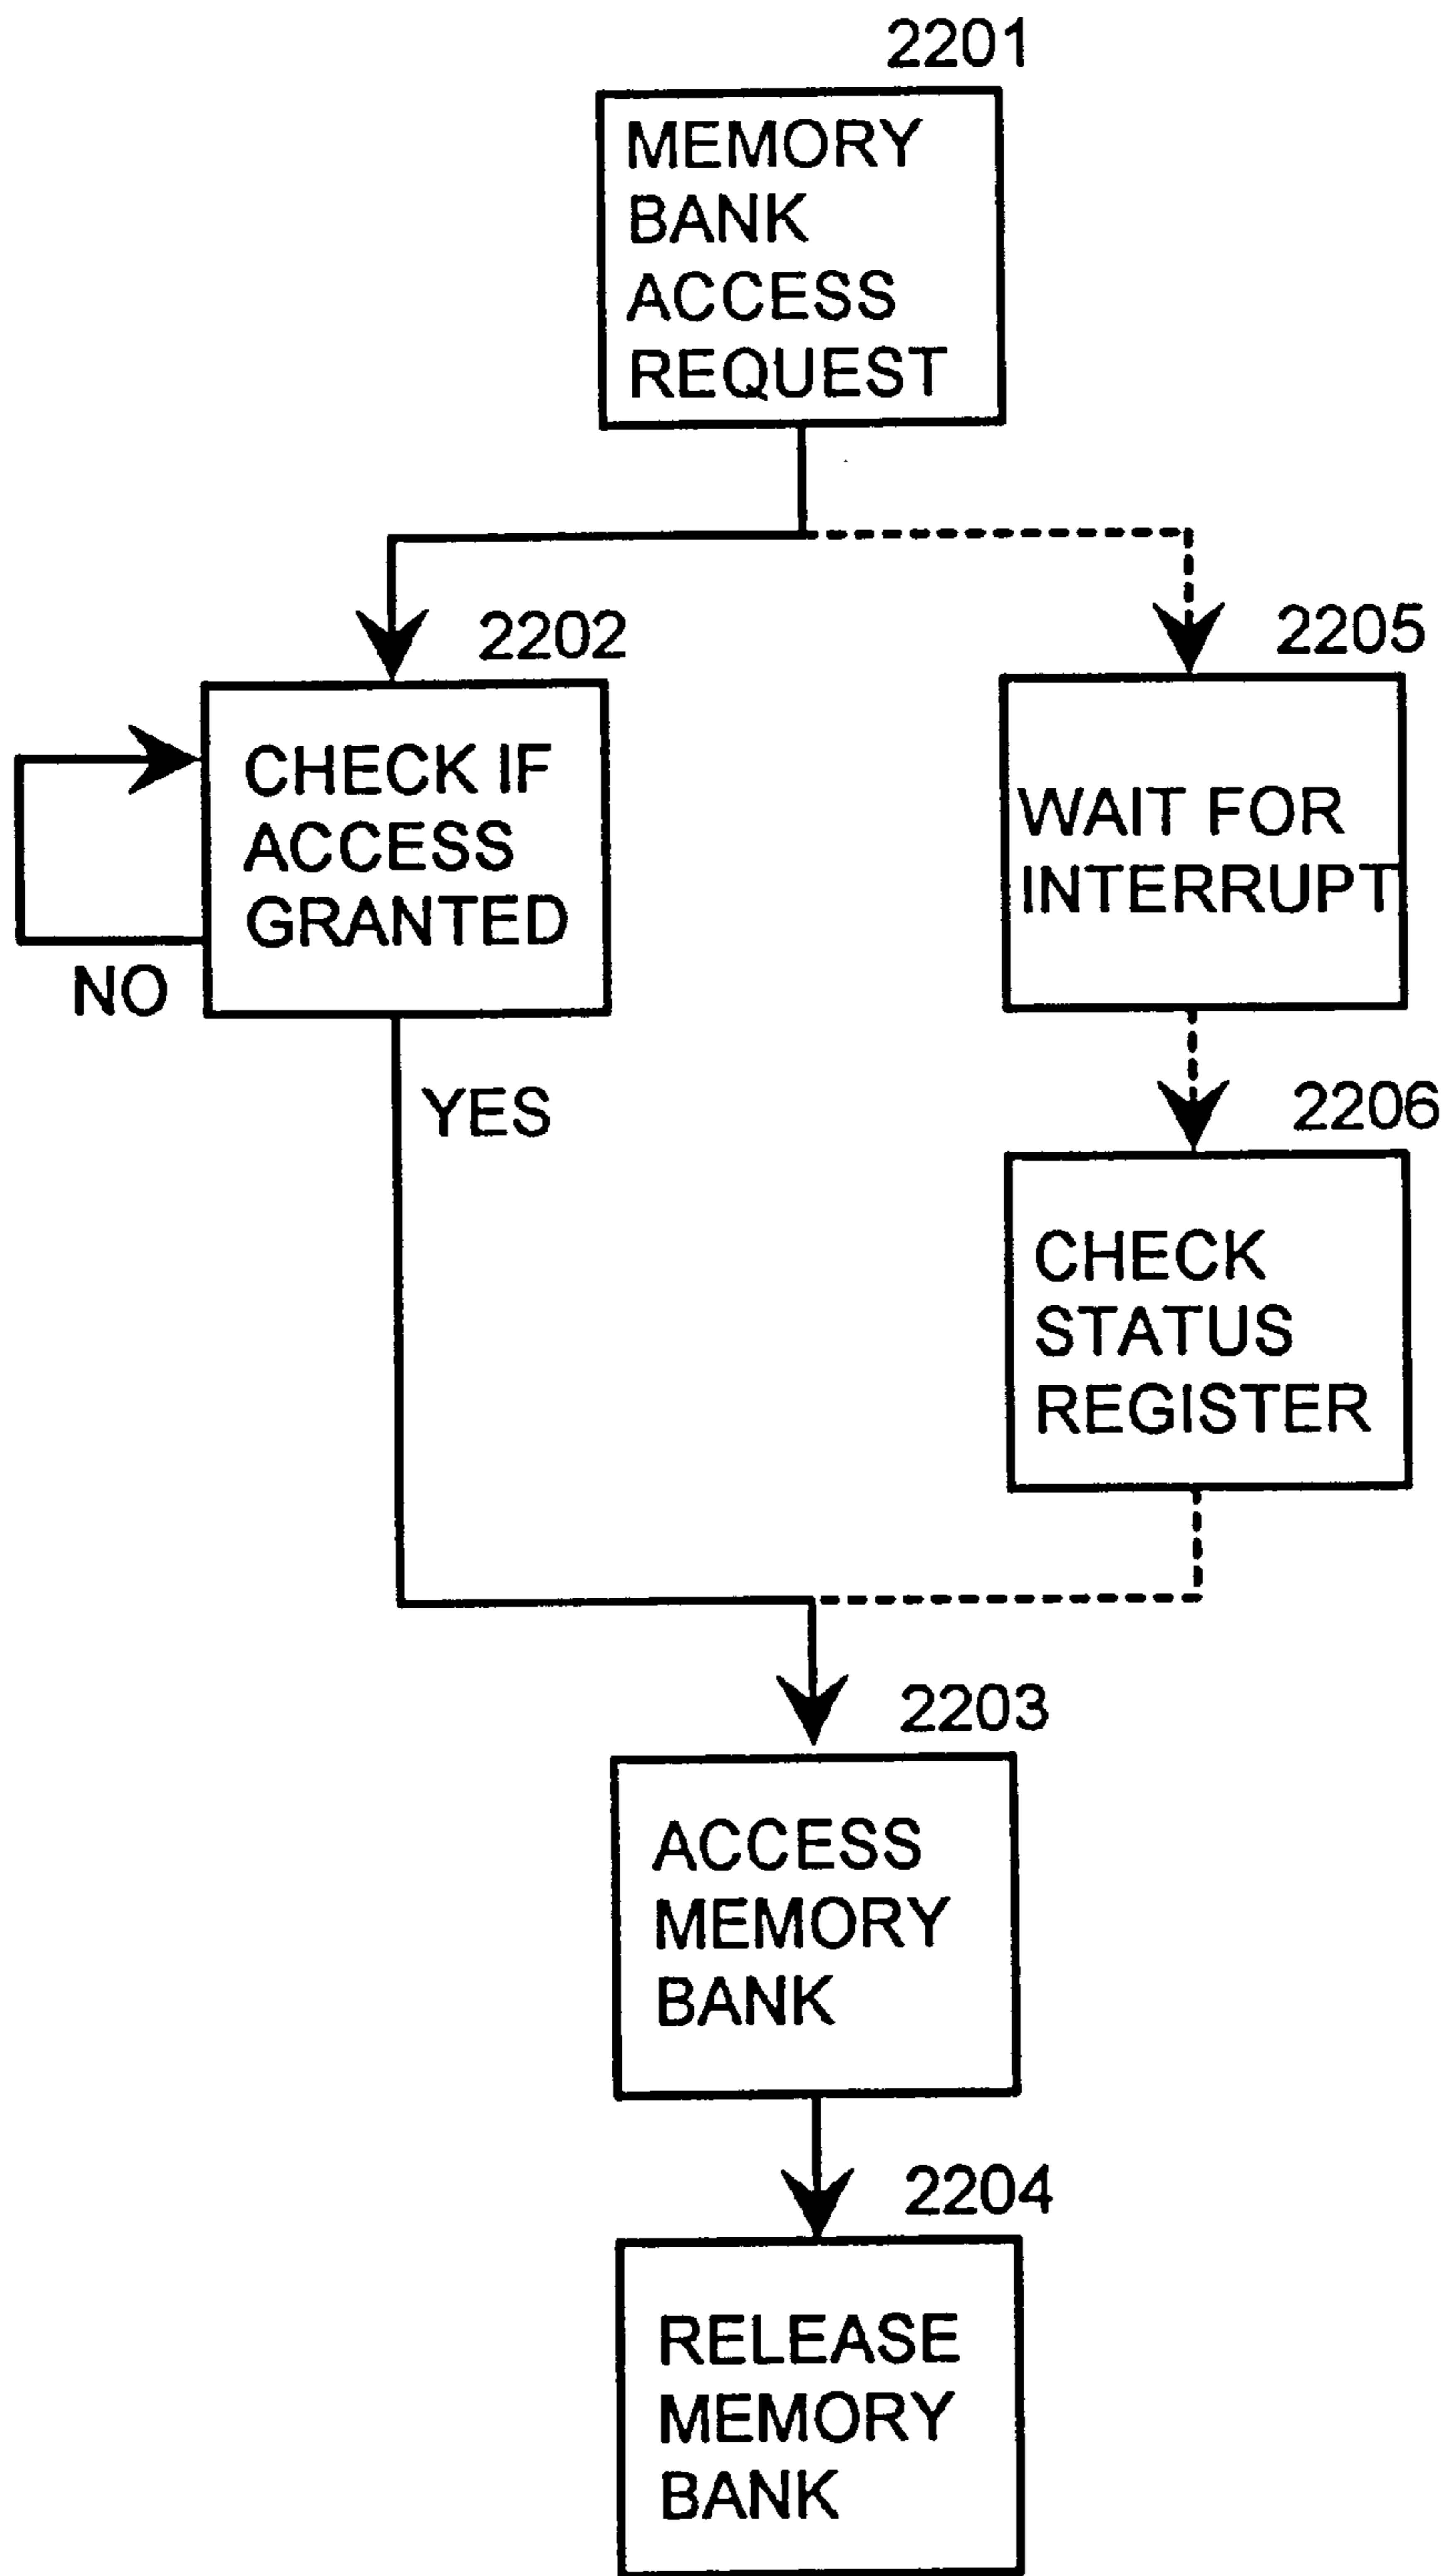 2201
MEMORY
BANK
ACCESS
REQUEST
2202
CHECK IF
ACCESS
GRANTED
NO
YES
2205
WAIT FOR
INTERRUPT
2206
CHECK
STATUS
REGISTER
2203
ACCESS
MEMORY
BANK
2204
RELEASE
MEMORY
BANK